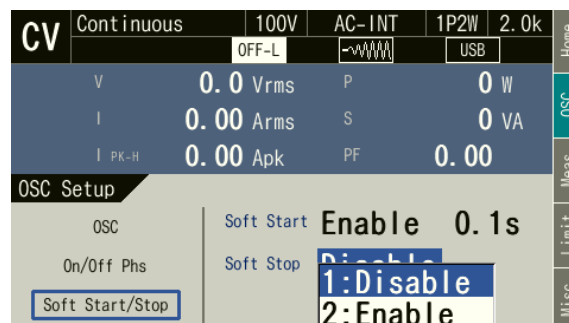 CV Continuous 100V AC-INT 1P2W 2.0k
OFF-L USB
V 0.0 Vrms P 0 W
I 0.00 Arms S 0 VA
I PK-H 0.00 Apk PF 0.00
OSC Setup
OSC Soft Start Enable 0.1s
On/Off Phs Soft Stop Disable
1:Disable
Soft Start/Stop 2:Enable
Home
OSC
Meas
Limit
Misc